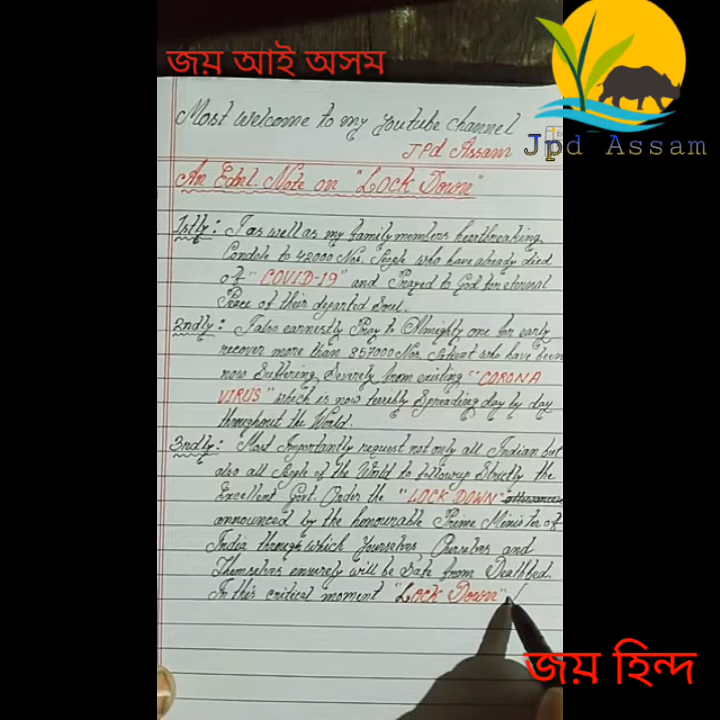 জয় আই অসম
Most welcome to my youtube channel
JPd Assam
Jpd Assam
An Ednl. Note on "Lock Down"
1stly: I as well as my family members heartbreaking
Condole to 42000 Nos. People who have already died
of "COVID-19" and Prayed to God for eternal
Peace of their departed Soul.
2ndly: I also earnestly Pray to Almighty one for early
recover more than 857000 Nos. Patient who have been
now Suffering Severely from existing "CORONA
VIRUS" which is now terribly Spreading day by day
throughout the World.
3ndly: Most Importantly request not only all Indian but
also all People of the World to followup Strictly the
Excellent Govt. Order the "LOCK DOWN"
announced by the honourable Prime Minister of
India through which Yourselves Ourselves and
Themselves ensurely will be Safe from Deathbed.
In this critical moment "Lock Down"
জয় হিন্দ